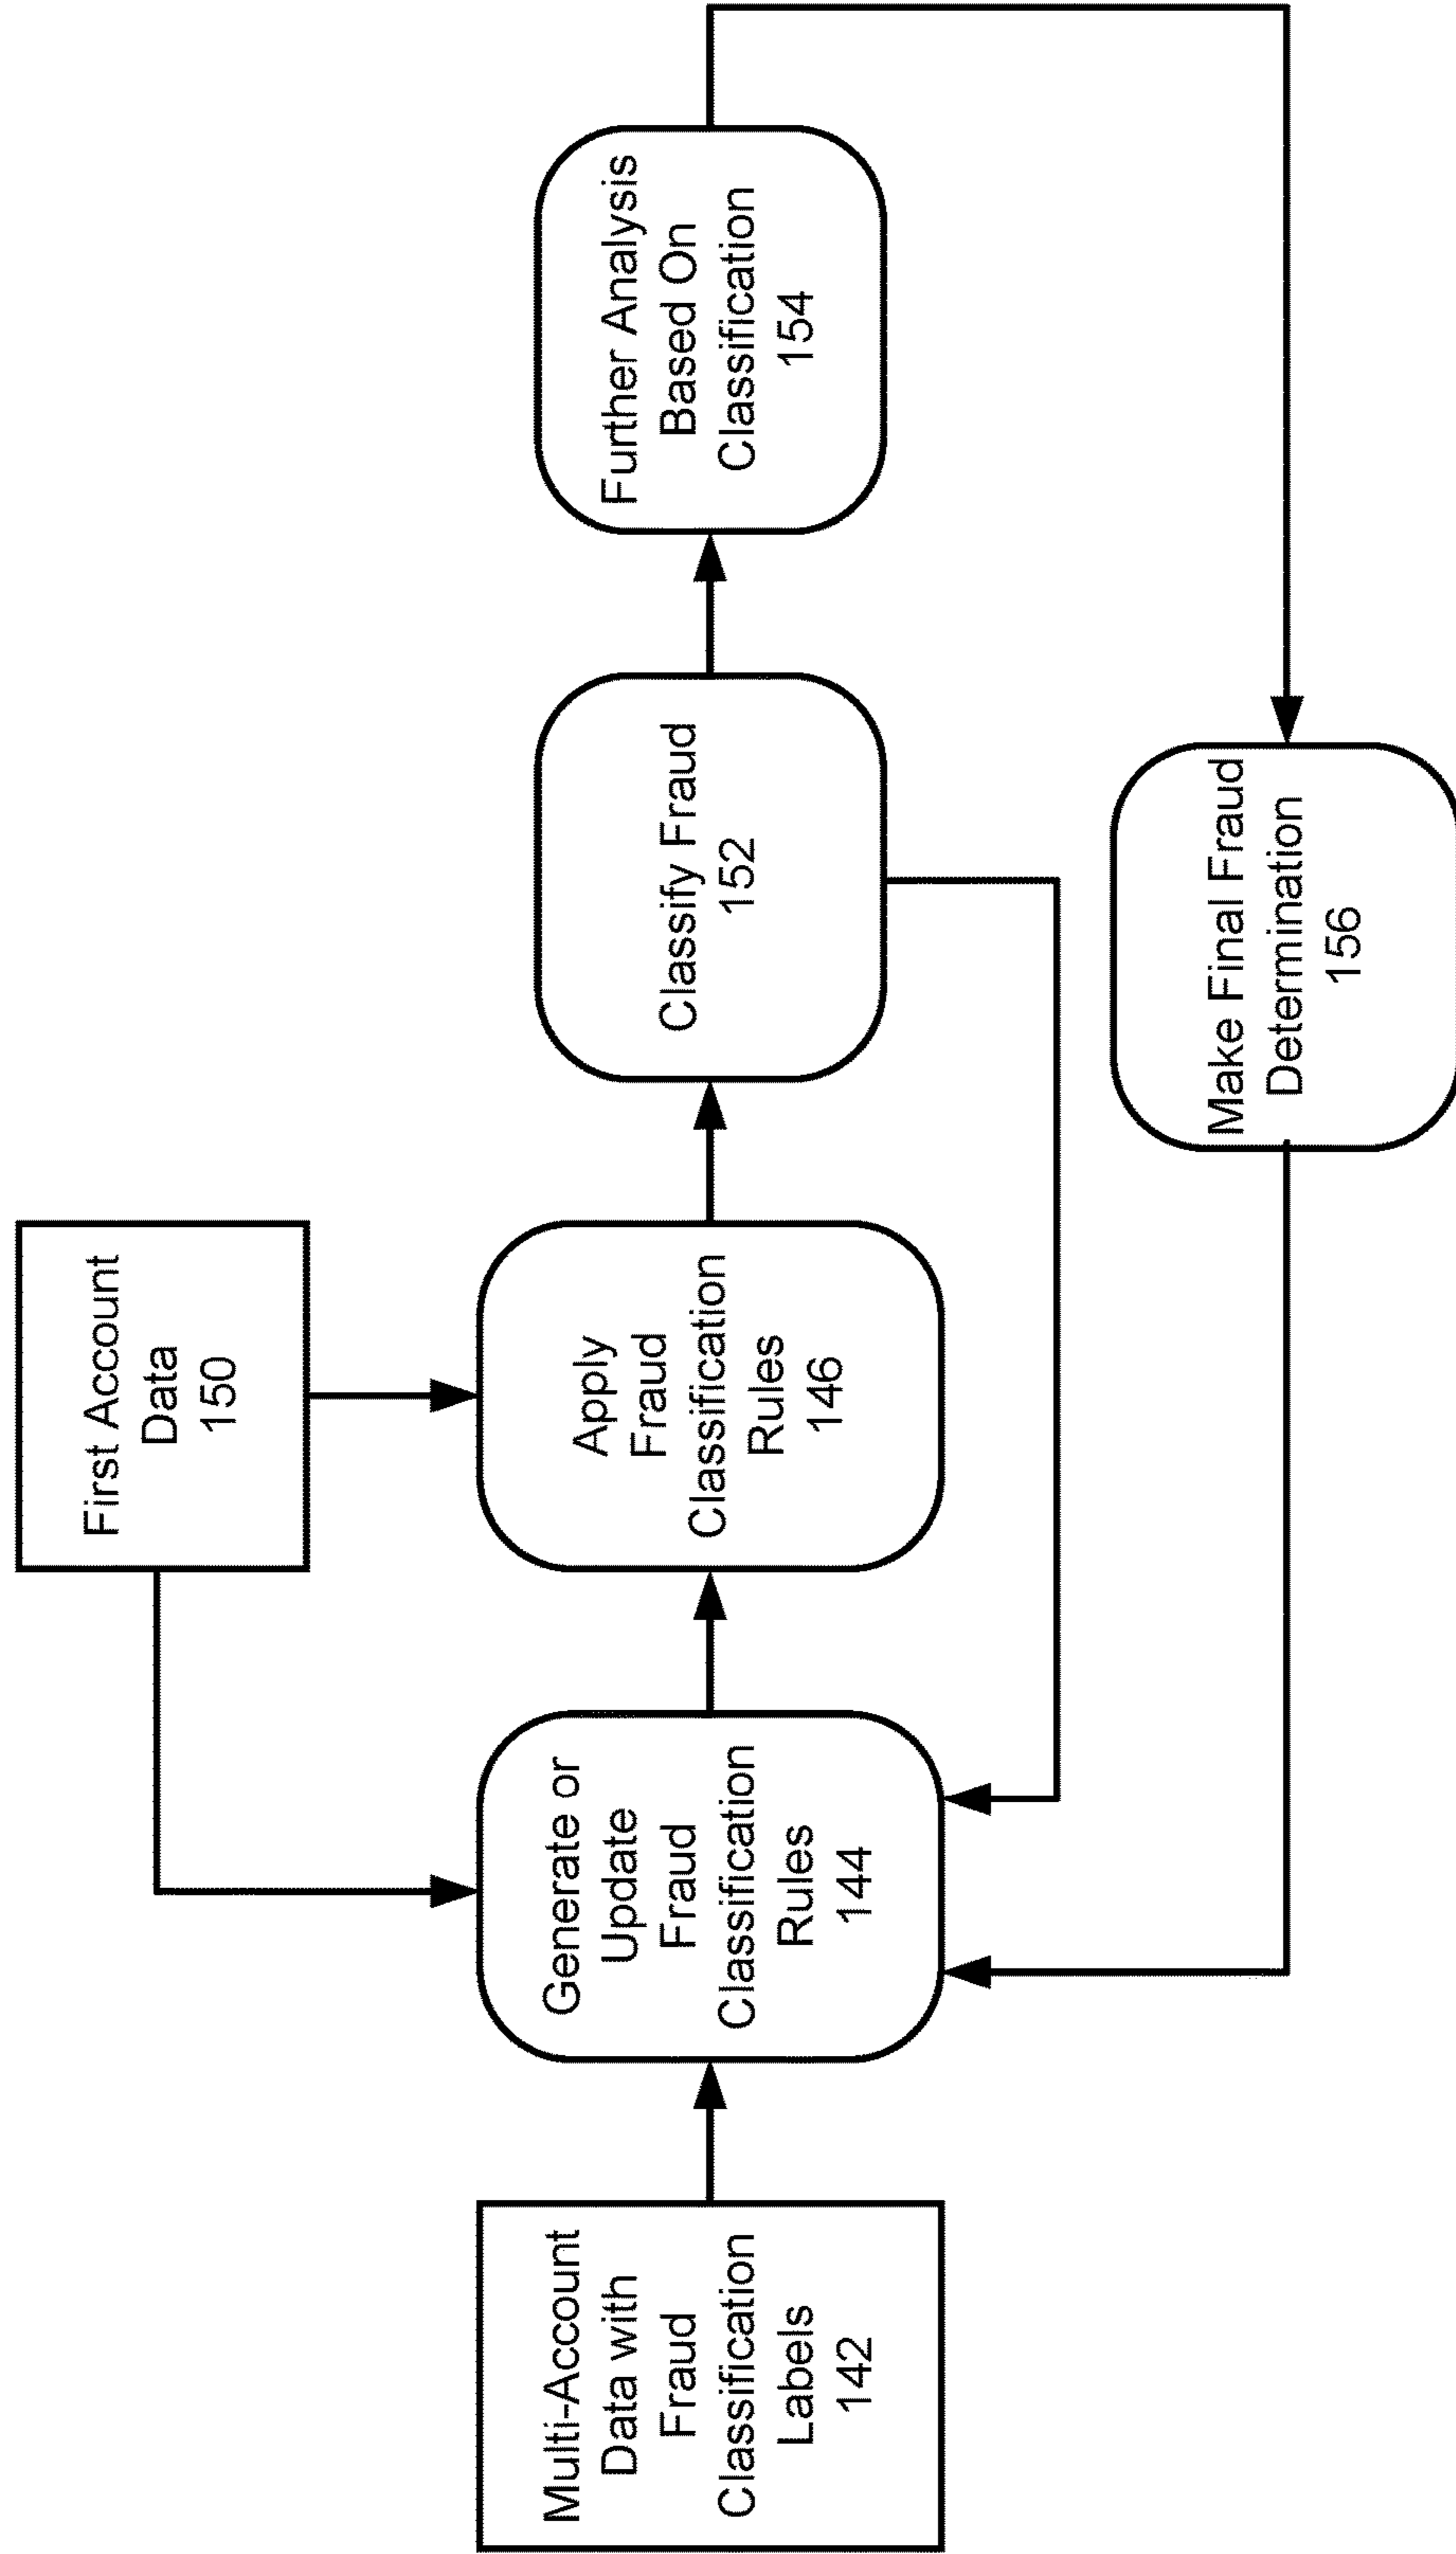 First Account
Data
150
Multi-Account
Data with
Fraud
Classification
Labels
142
Generate or
Update
Fraud
Classification
Rules
144
Apply
Fraud
Classification
Rules
146
Classify Fraud
152
Further Analysis
Based On
Classification
154
Make Final Fraud
Determination
156